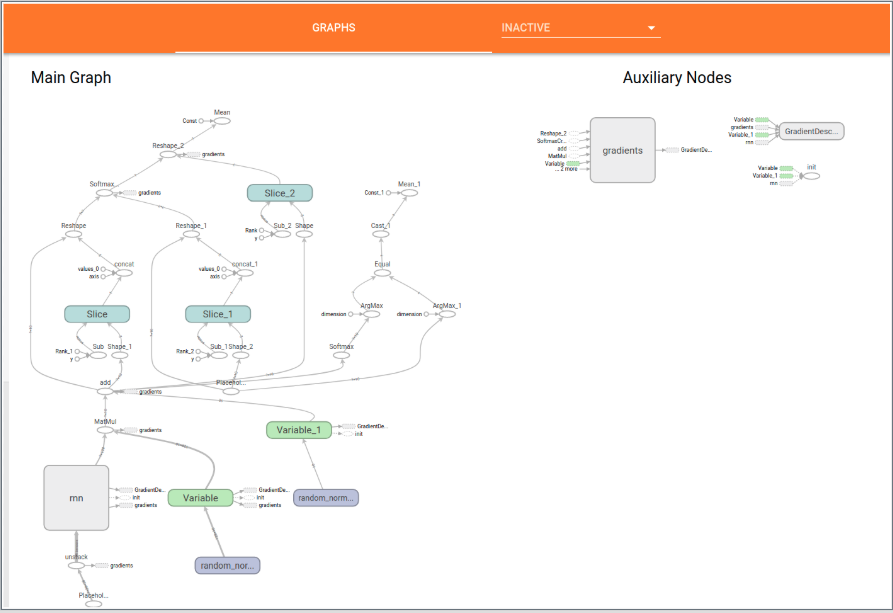 GRAPHS
INACTIVE
Main Graph
Auxiliary Nodes
Mean
Const
Reshape_2
gradients
Softmax...
gradients
Slice_2
Mean_1
Const_1
Reshape
Reshape_1
Rank
y
Sub_2
Shape
Cast_1
values_0
axis
concat
values_0
axis
concat_1
Equal
Slice
Slice_1
dimension
ArgMax
dimension
ArgMax_1
Rank_1
y
Sub
Shape_1
Rank_2
y
Sub_1
Shape_2
Softmax
add
gradients
Placehol...
MatMul
gradients
Variable_1
GradientDe...
init
rnn
GradientDe...
init
gradients
Variable
GradientDe...
init
gradients
random_norm...
unstack
gradients
random_nor...
Placehol...
Reshape_2
SoftmaxCr...
add
MatMul
Variable
... 2 more
gradients
GradientDe...
Variable
gradients
Variable_1
rnn
GradientDesc...
Variable
Variable_1
rnn
init